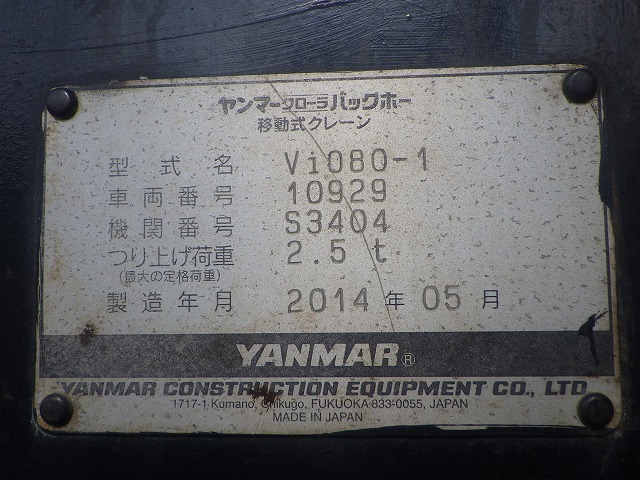 ヤンマークローラバックホー
移動式クレーン
型式名 Vi080-1
車両番号 10929
機関番号 S3404
つり上げ荷重 2.5 t
(最大の定格荷重)
製造年月 2014 年 05 月
YANMAR®
YANMAR CONSTRUCTION EQUIPMENT CO., LTD
1717-1 Kumano, Chikugo, FUKUOKA 833-0055, JAPAN
MADE IN JAPAN